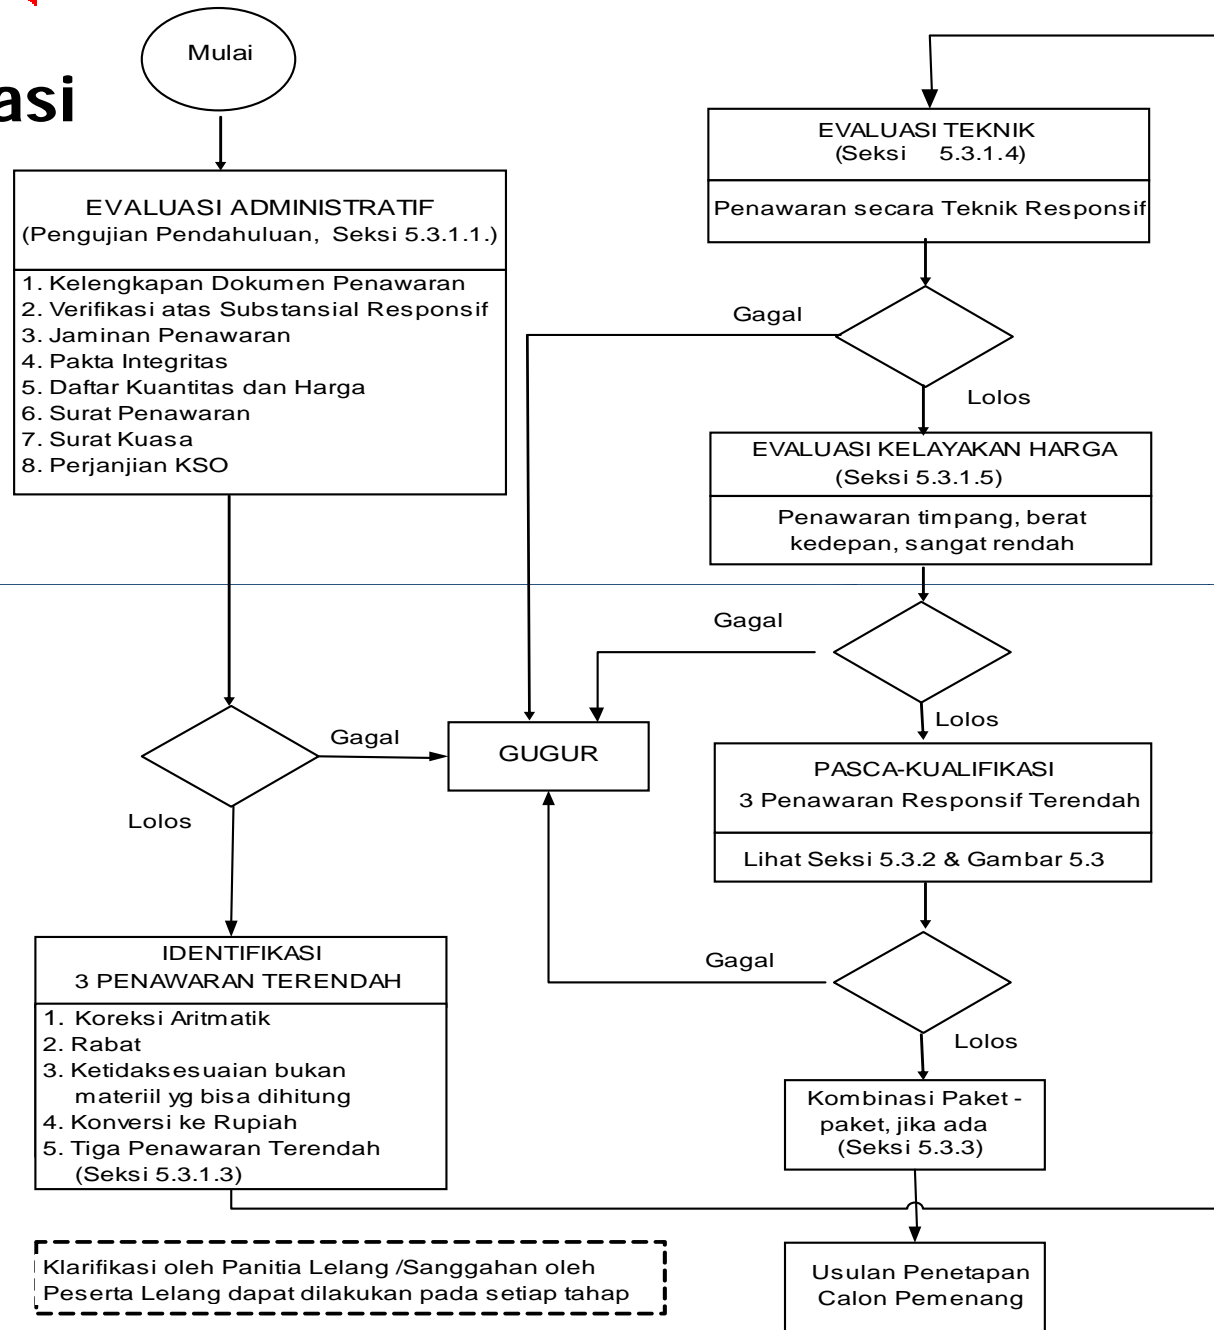 asi
Mulai
EVALUASI ADMINISTRATIF
(Pengujian Pendahuluan, Seksi 5.3.1.1.)
1. Kelengkapan Dokumen Penawaran
2. Verifikasi atas Substansial Responsif
3. Jaminan Penawaran
4. Pakta Integritas
5. Daftar Kuantitas dan Harga
6. Surat Penawaran
7. Surat Kuasa
8. Perjanjian KSO
Gagal
Lolos
GUGUR
IDENTIFIKASI
3 PENAWARAN TERENDAH
1. Koreksi Aritmatik
2. Rabat
3. Ketidaksesuaian bukan
materiil yg bisa dihitung
4. Konversi ke Rupiah
5. Tiga Penawaran Terendah
(Seksi 5.3.1.3)
Klarifikasi oleh Panitia Lelang /Sanggahan oleh
Peserta Lelang dapat dilakukan pada setiap tahap
EVALUASI TEKNIK
(Seksi 5.3.1.4)
Penawaran secara Teknik Responsif
Gagal
Lolos
EVALUASI KELAYAKAN HARGA
(Seksi 5.3.1.5)
Penawaran timpang, berat
kedepan, sangat rendah
Gagal
Lolos
PASCA-KUALIFIKASI
3 Penawaran Responsif Terendah
Lihat Seksi 5.3.2 & Gambar 5.3
Gagal
Lolos
Kombinasi Paket -
paket, jika ada
(Seksi 5.3.3)
Usulan Penetapan
Calon Pemenang